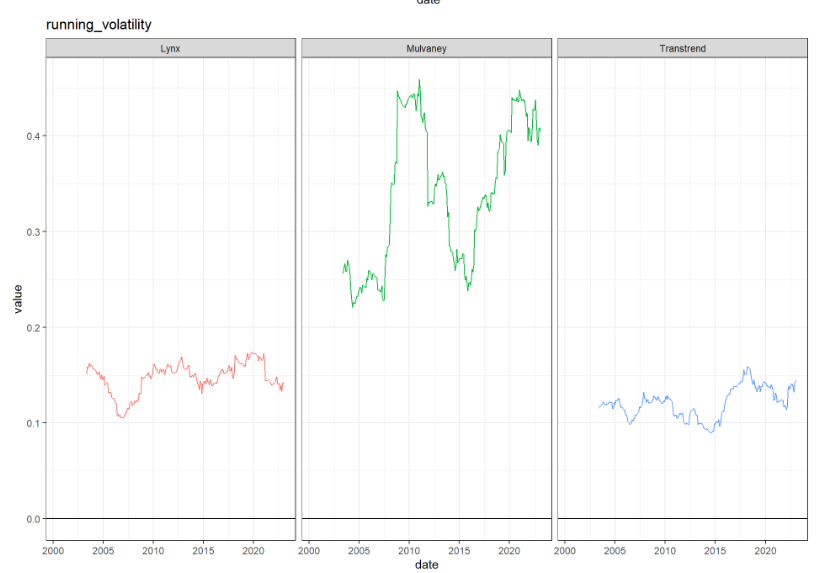 date
running_volatility
Lynx Mulvaney Transtrend
value
0.4
0.3
0.2
0.1
0.0
2000 2005 2010 2015 2020 2000 2005 2010 2015 2020 2000 2005 2010 2015 2020
date